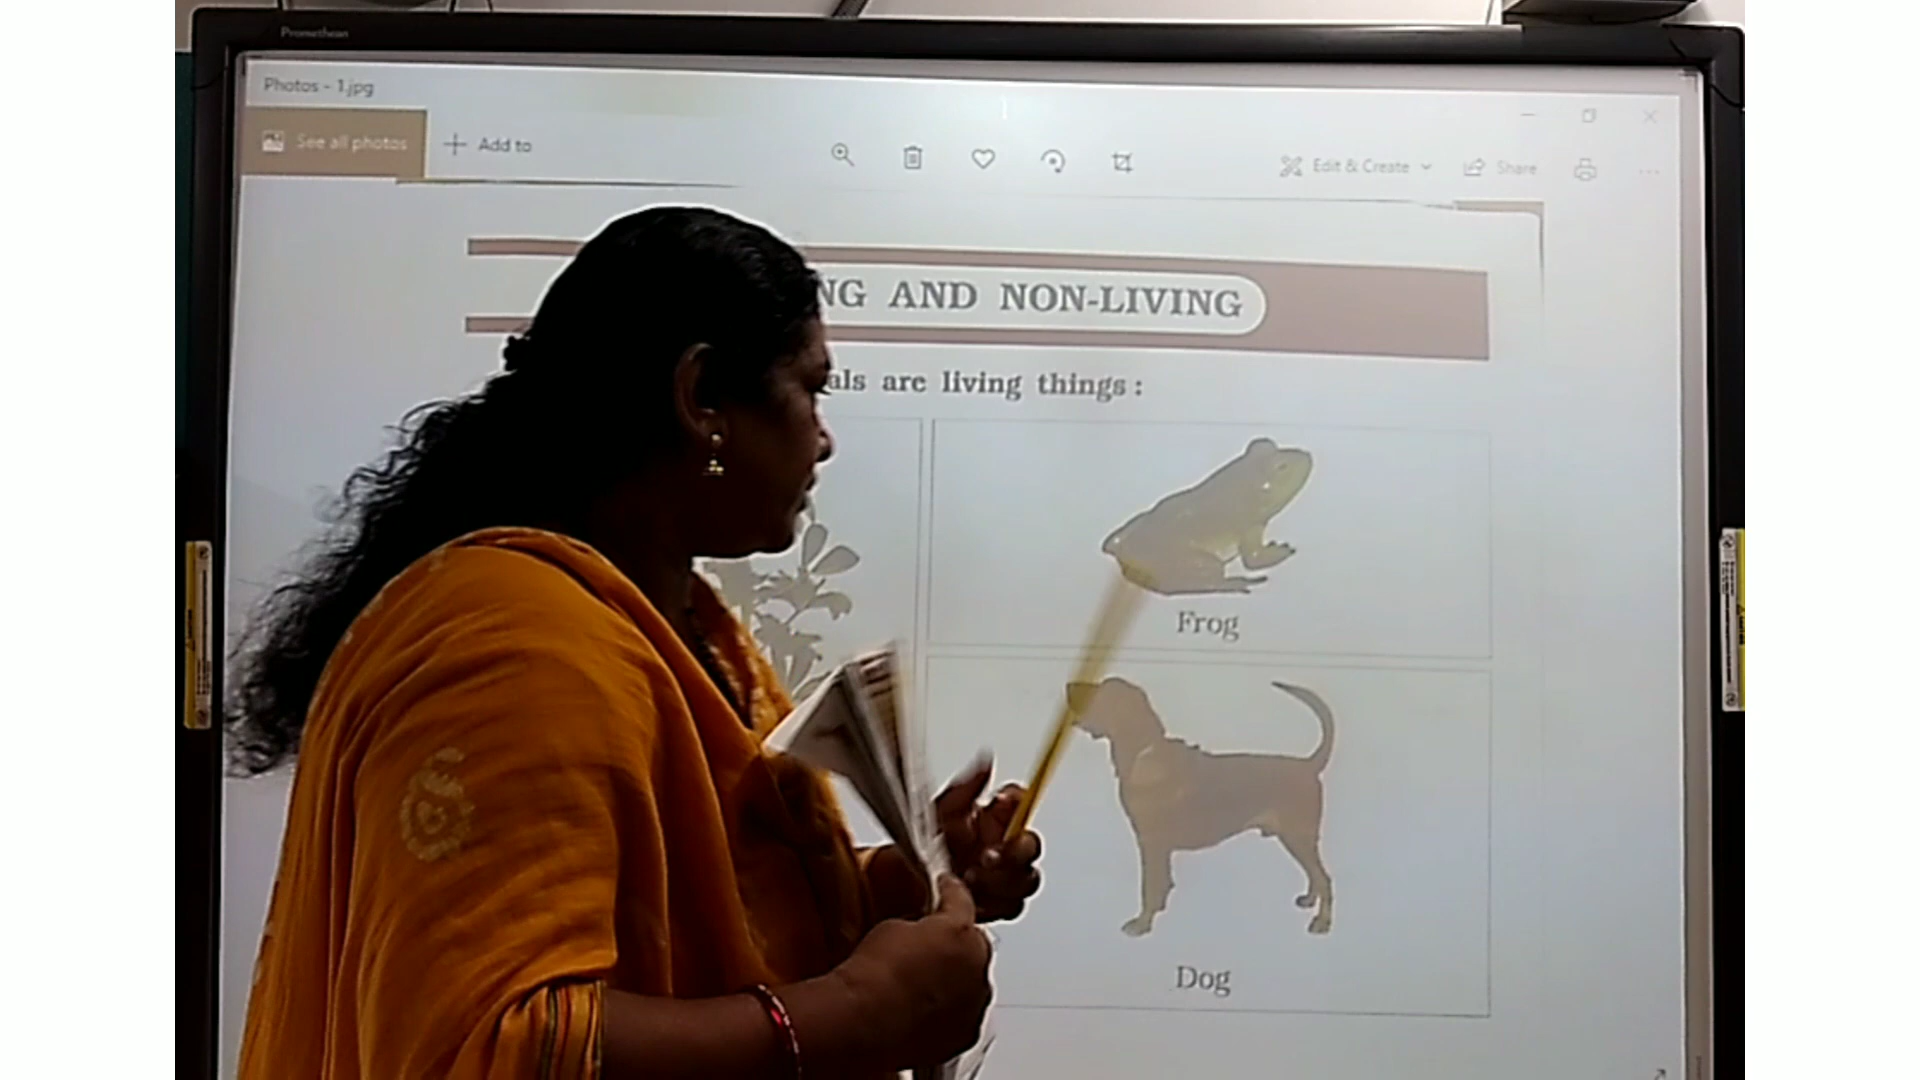 Promethean
Photos - 1.jpg
See all photos
Add to
Edit & Create
Share
NG AND NON-LIVING
als are living things :
Frog
Dog